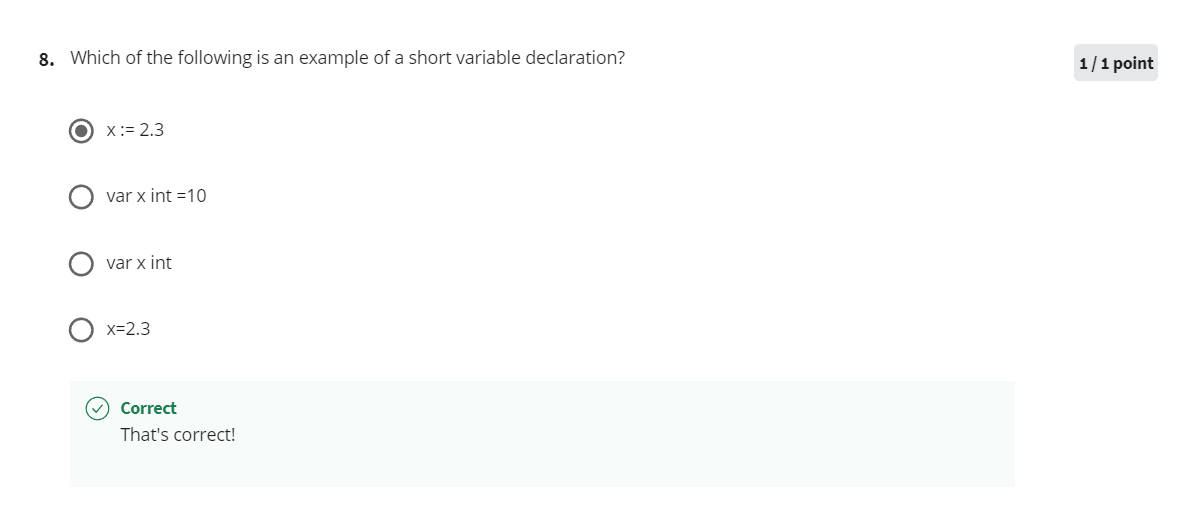 8. Which of the following is an example of a short variable declaration?
1 / 1 point
x := 2.3
var x int =10
var x int
x=2.3
Correct
That's correct!